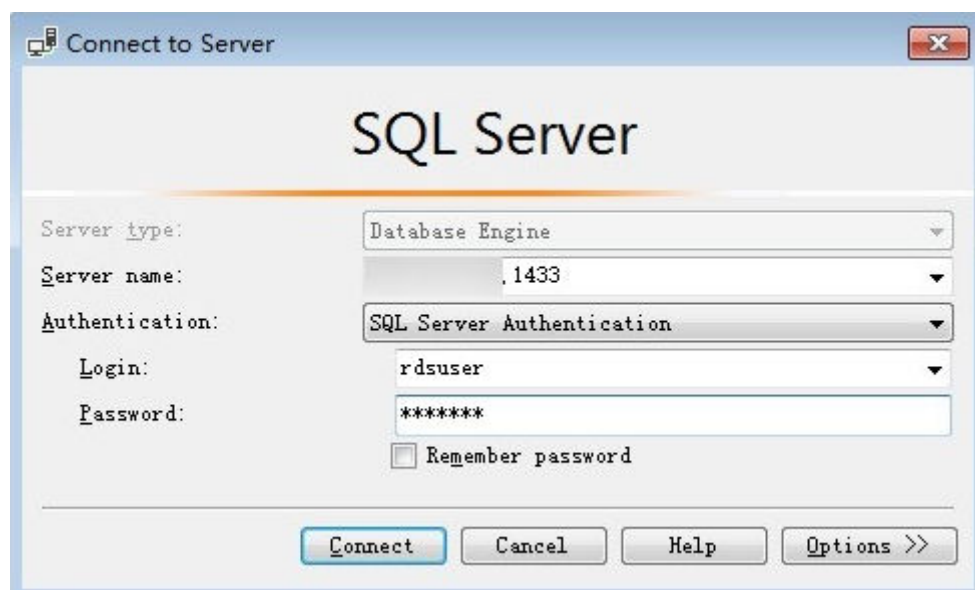 Connect to Server
SQL Server
Server type: Database Engine
Server name: , 1433
Authentication: SQL Server Authentication
Login: rdsuser
Password: *******
Remember password
Connect Cancel Help Options >>